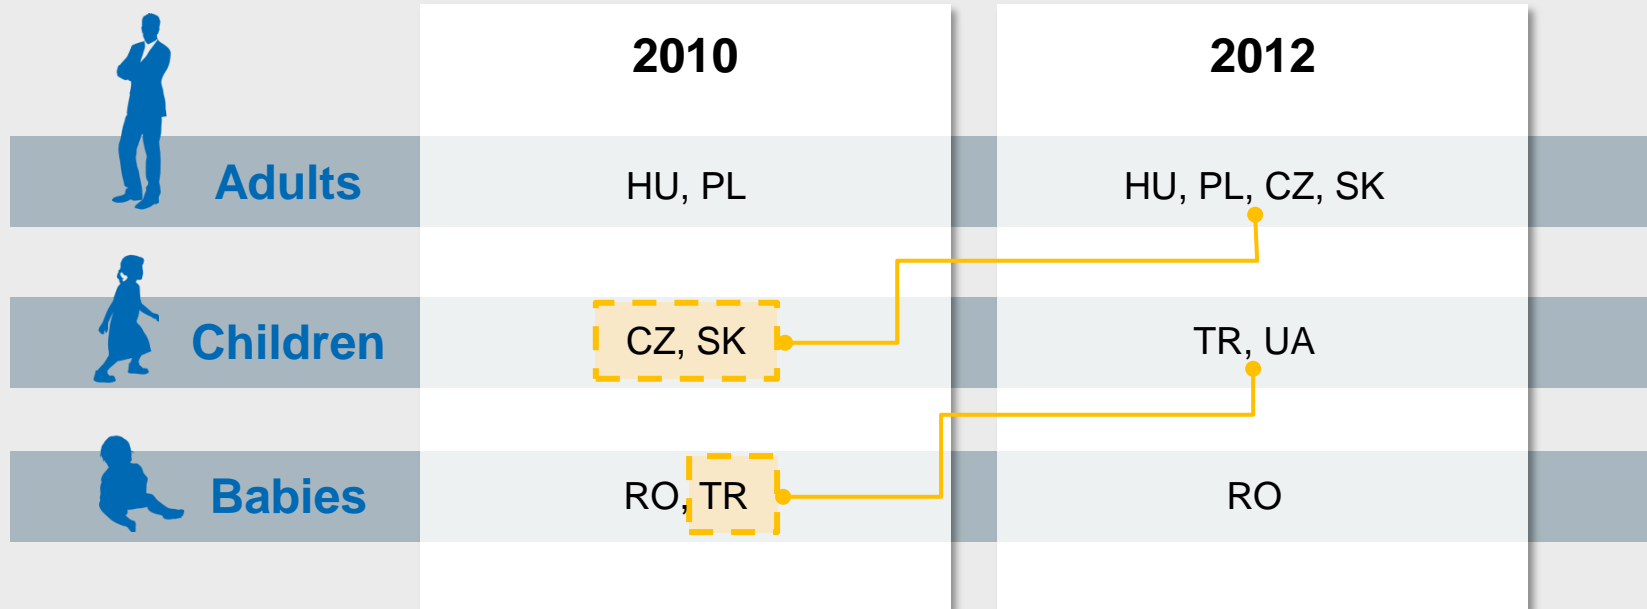 2010 2012
Adults HU, PL HU, PL, CZ, SK
Children CZ, SK TR, UA
Babies RO, TR RO